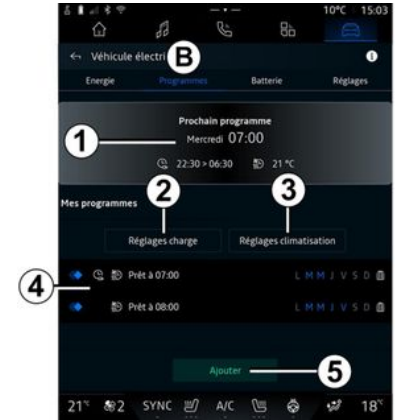 10°C 15:03
Véhicule électri B
Energie Programmes Batterie Réglages
Prochain programme
1 Mercredi 07:00
22:30 > 06:30 21 °C
2 3
Mes programmes
Réglages charge Réglages climatisation
4 Prêt à 07:00 L M M J V S D
Prêt à 08:00 L M M J V S D
Ajouter 5
21° 2 SYNC A/C 18°